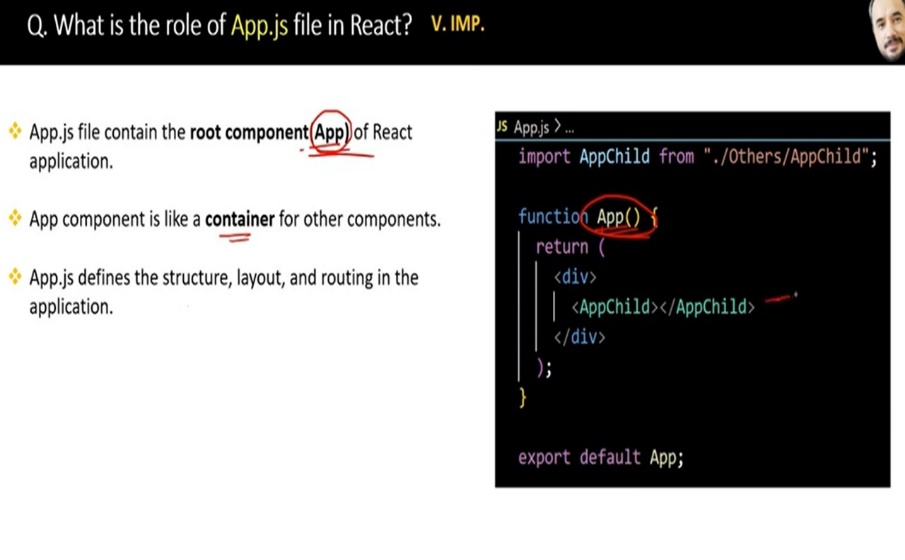 Q. What is the role of App.js file in React? V. IMP.
App.js file contain the root component(App) of React
application.
App component is like a container for other components.
App.js defines the structure, layout, and routing in the
application.
JS App.js > ...
import AppChild from "./Others/AppChild";
function App() {
return (
<div>
<AppChild></AppChild>
</div>
);
}
export default App;